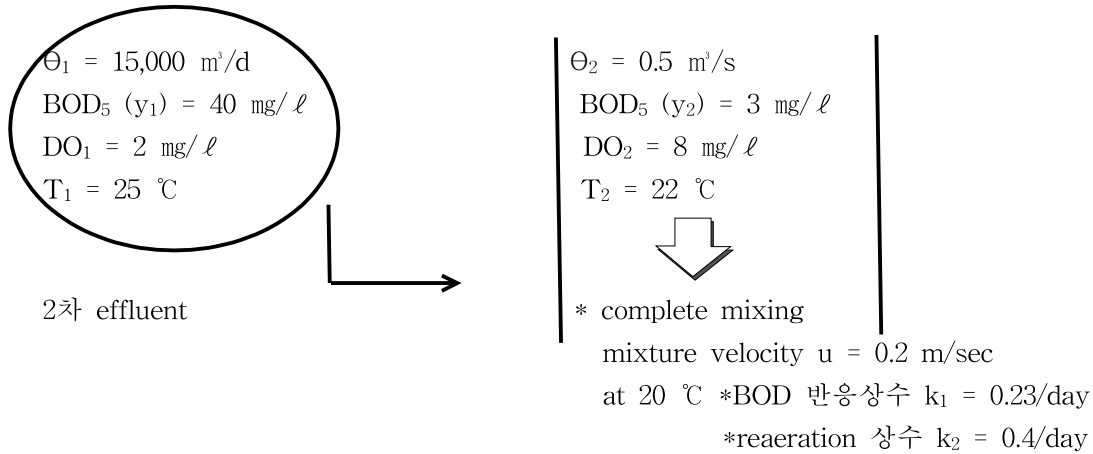 Θ₁ = 15,000 ㎥/d
BOD₅ (y₁) = 40 ㎎/ℓ
DO₁ = 2 ㎎/ℓ
T₁ = 25 ℃
2차 effluent
Θ₂ = 0.5 ㎥/s
BOD₅ (y₂) = 3 ㎎/ℓ
DO₂ = 8 ㎎/ℓ
T₂ = 22 ℃
* complete mixing
mixture velocity u = 0.2 m/sec
at 20 ℃ *BOD 반응상수 k₁ = 0.23/day
*reaeration 상수 k₂ = 0.4/day